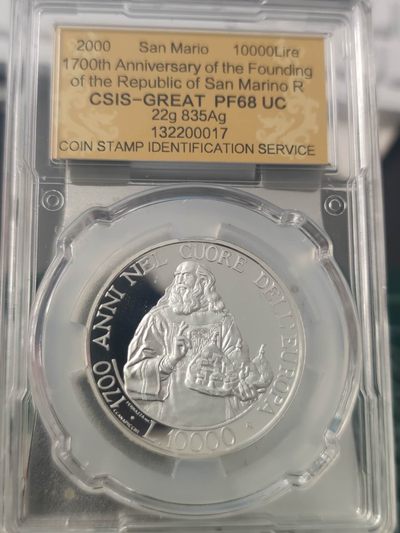 2000 San Mario 10000Lire
1700th Anniversary of the Founding
of the Republic of San Marino R
CSIS-GREAT PF68 UC
22g 835Ag
132200017
COIN STAMP IDENTIFICATION SERVICE
1700 ANNI NEL CUORE DELL'EUROPA
10000